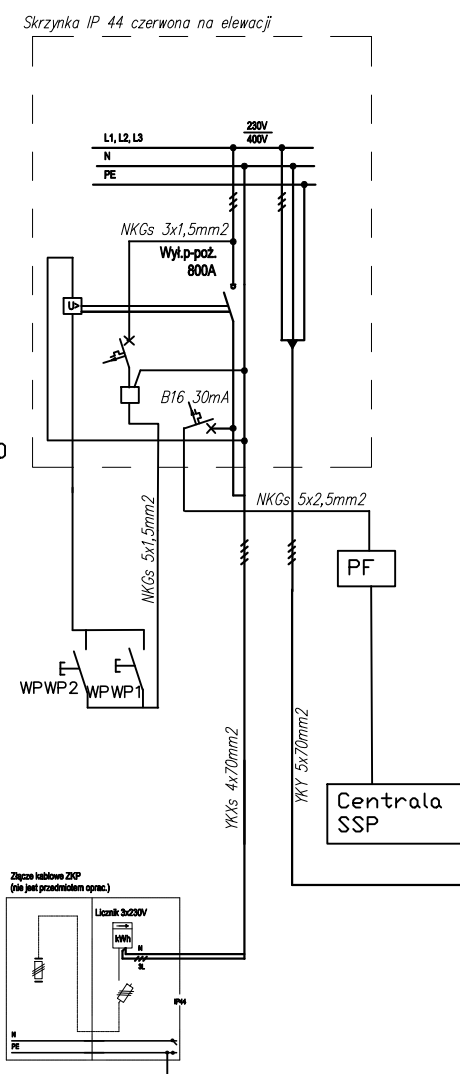 Skrzynka IP 44 czerwona na elewacji
230V
400V
L1, L2, L3
N
PE
NKGs 3x1,5mm2
Wył.p-poż.
800A
U>
B16 30mA
NKGs 5x2,5mm2
NKGs 5x1,5mm2
PF
WPWP2
WPWP1
YKXs 4x70mm2
YKY 5x70mm2
Centrala
SSP
Złącze kablowe ZKP
(nie jest przedmiotem oprac.)
Licznik 3x230V
kWh
N
3L
IP44
N
PE